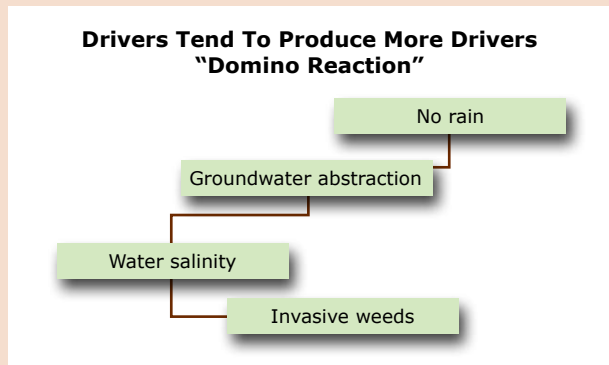 Drivers Tend To Produce More Drivers
“Domino Reaction”
No rain
Groundwater abstraction
Water salinity
Invasive weeds